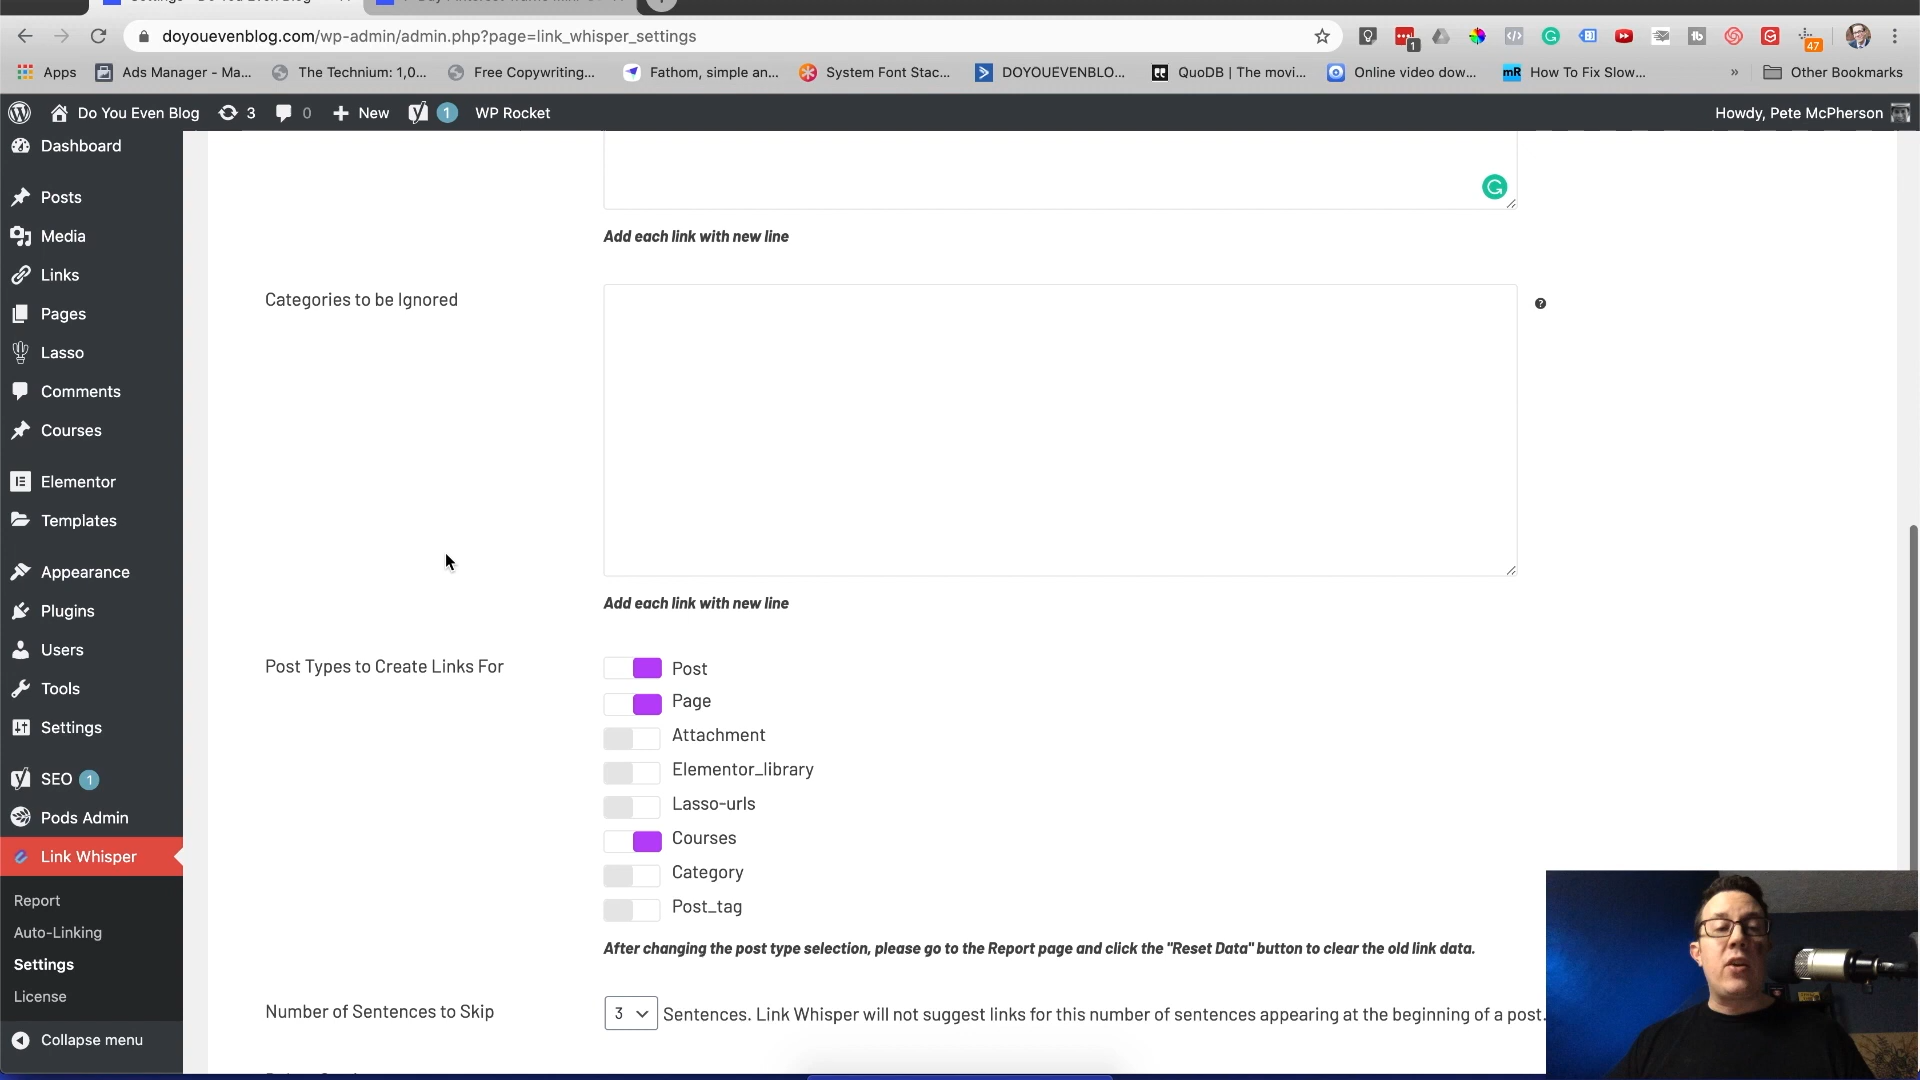 doyouevenblog.com/wp-admin/admin.php?page=link_whisper_settings
1
47
Apps
Ads Manager - Ma...
The Technium: 1,0...
Free Copywriting...
Fathom, simple an...
System Font Stac...
DOYOUEVENBLO...
QuoDB | The movi...
Online video dow...
mR How To Fix Slow...
»
Other Bookmarks
Do You Even Blog
3
0
New
1
WP Rocket
Howdy, Pete McPherson
Dashboard
Posts
Media
Links
Pages
Lasso
Comments
Courses
Elementor
Templates
Appearance
Plugins
Users
Tools
Settings
SEO 1
Pods Admin
Link Whisper
Report
Auto-Linking
Settings
License
Collapse menu
Add each link with new line
Categories to be Ignored
Add each link with new line
Post Types to Create Links For
Post
Page
Attachment
Elementor_library
Lasso-urls
Courses
Category
Post_tag
After changing the post type selection, please go to the Report page and click the "Reset Data" button to clear the old link data.
Number of Sentences to Skip
3 Sentences. Link Whisper will not suggest links for this number of sentences appearing at the beginning of a post.